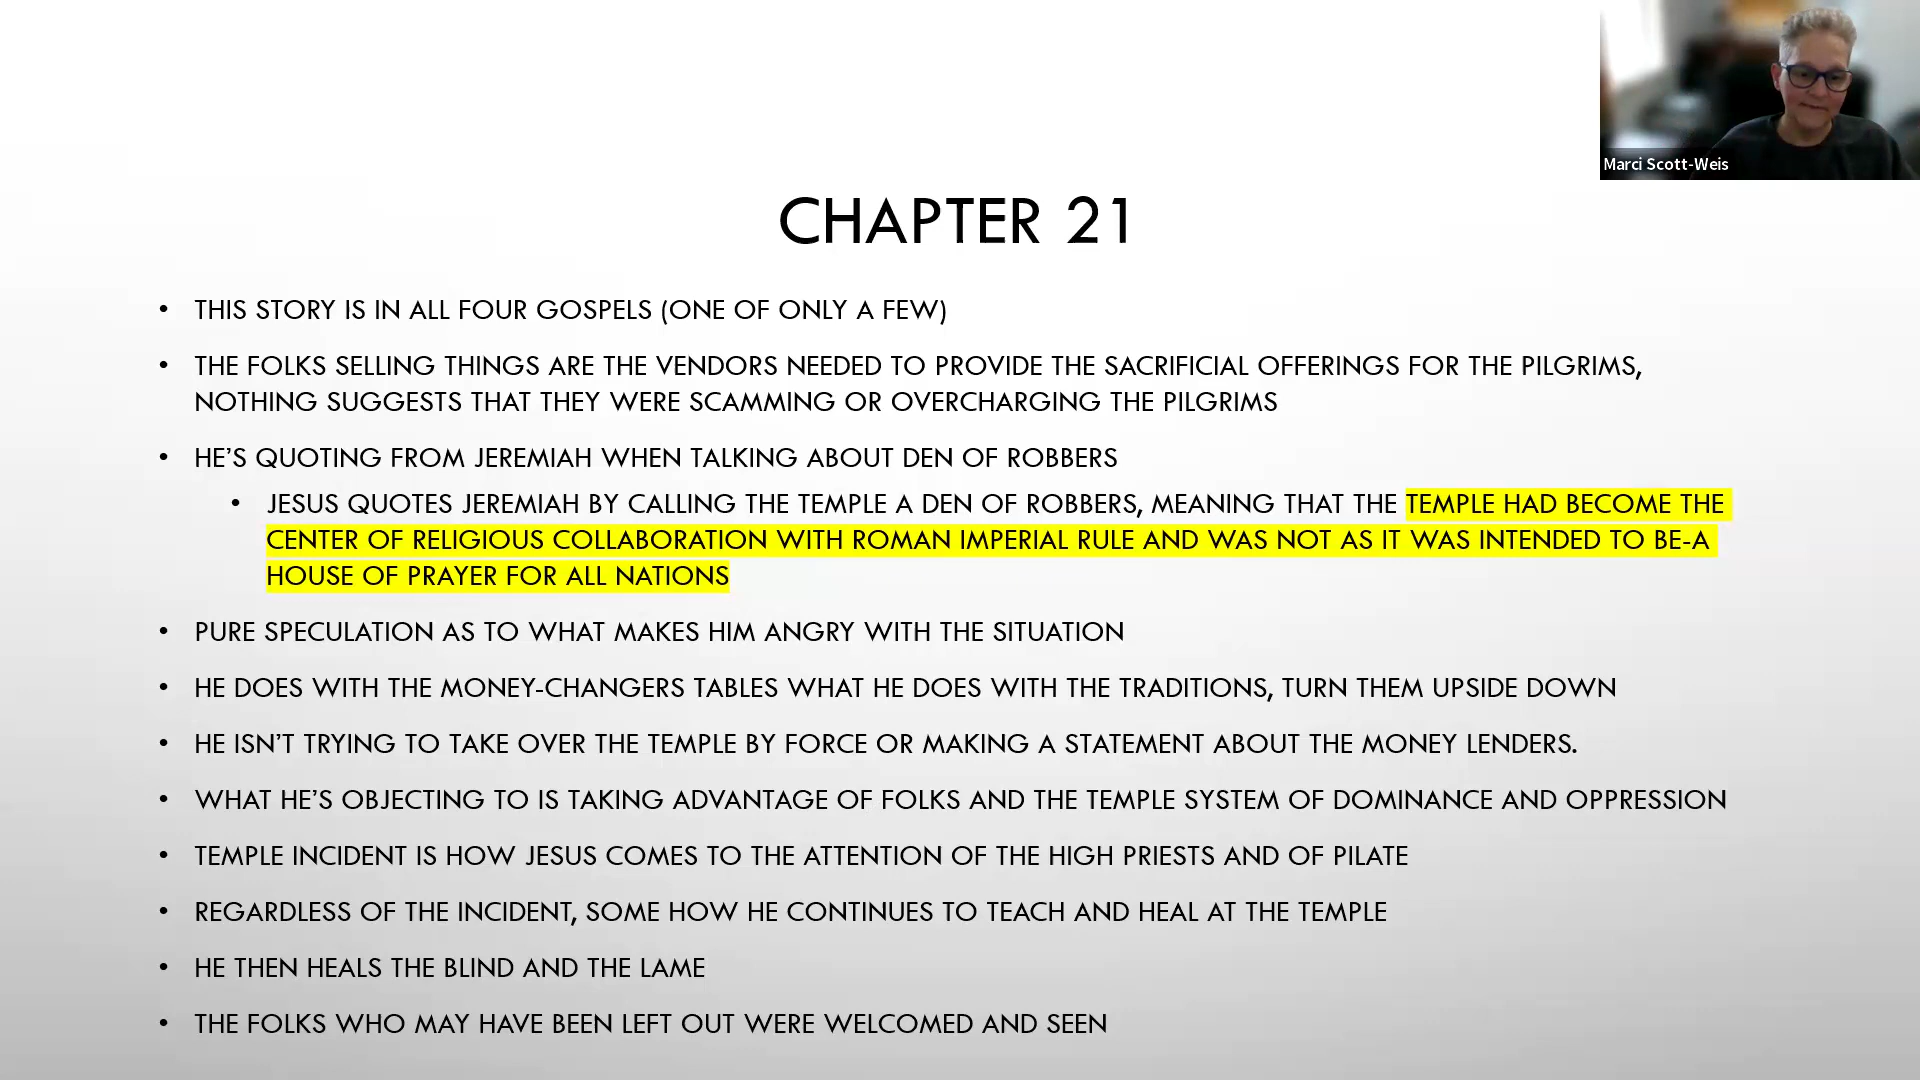 Marci Scott-Weis
CHAPTER 21
• THIS STORY IS IN ALL FOUR GOSPELS (ONE OF ONLY A FEW)
• THE FOLKS SELLING THINGS ARE THE VENDORS NEEDED TO PROVIDE THE SACRIFICIAL OFFERINGS FOR THE PILGRIMS,
NOTHING SUGGESTS THAT THEY WERE SCAMMING OR OVERCHARGING THE PILGRIMS
• HE’S QUOTING FROM JEREMIAH WHEN TALKING ABOUT DEN OF ROBBERS
• JESUS QUOTES JEREMIAH BY CALLING THE TEMPLE A DEN OF ROBBERS, MEANING THAT THE TEMPLE HAD BECOME THE
CENTER OF RELIGIOUS COLLABORATION WITH ROMAN IMPERIAL RULE AND WAS NOT AS IT WAS INTENDED TO BE-A
HOUSE OF PRAYER FOR ALL NATIONS
• PURE SPECULATION AS TO WHAT MAKES HIM ANGRY WITH THE SITUATION
• HE DOES WITH THE MONEY-CHANGERS TABLES WHAT HE DOES WITH THE TRADITIONS, TURN THEM UPSIDE DOWN
• HE ISN’T TRYING TO TAKE OVER THE TEMPLE BY FORCE OR MAKING A STATEMENT ABOUT THE MONEY LENDERS.
• WHAT HE’S OBJECTING TO IS TAKING ADVANTAGE OF FOLKS AND THE TEMPLE SYSTEM OF DOMINANCE AND OPPRESSION
• TEMPLE INCIDENT IS HOW JESUS COMES TO THE ATTENTION OF THE HIGH PRIESTS AND OF PILATE
• REGARDLESS OF THE INCIDENT, SOME HOW HE CONTINUES TO TEACH AND HEAL AT THE TEMPLE
• HE THEN HEALS THE BLIND AND THE LAME
• THE FOLKS WHO MAY HAVE BEEN LEFT OUT WERE WELCOMED AND SEEN